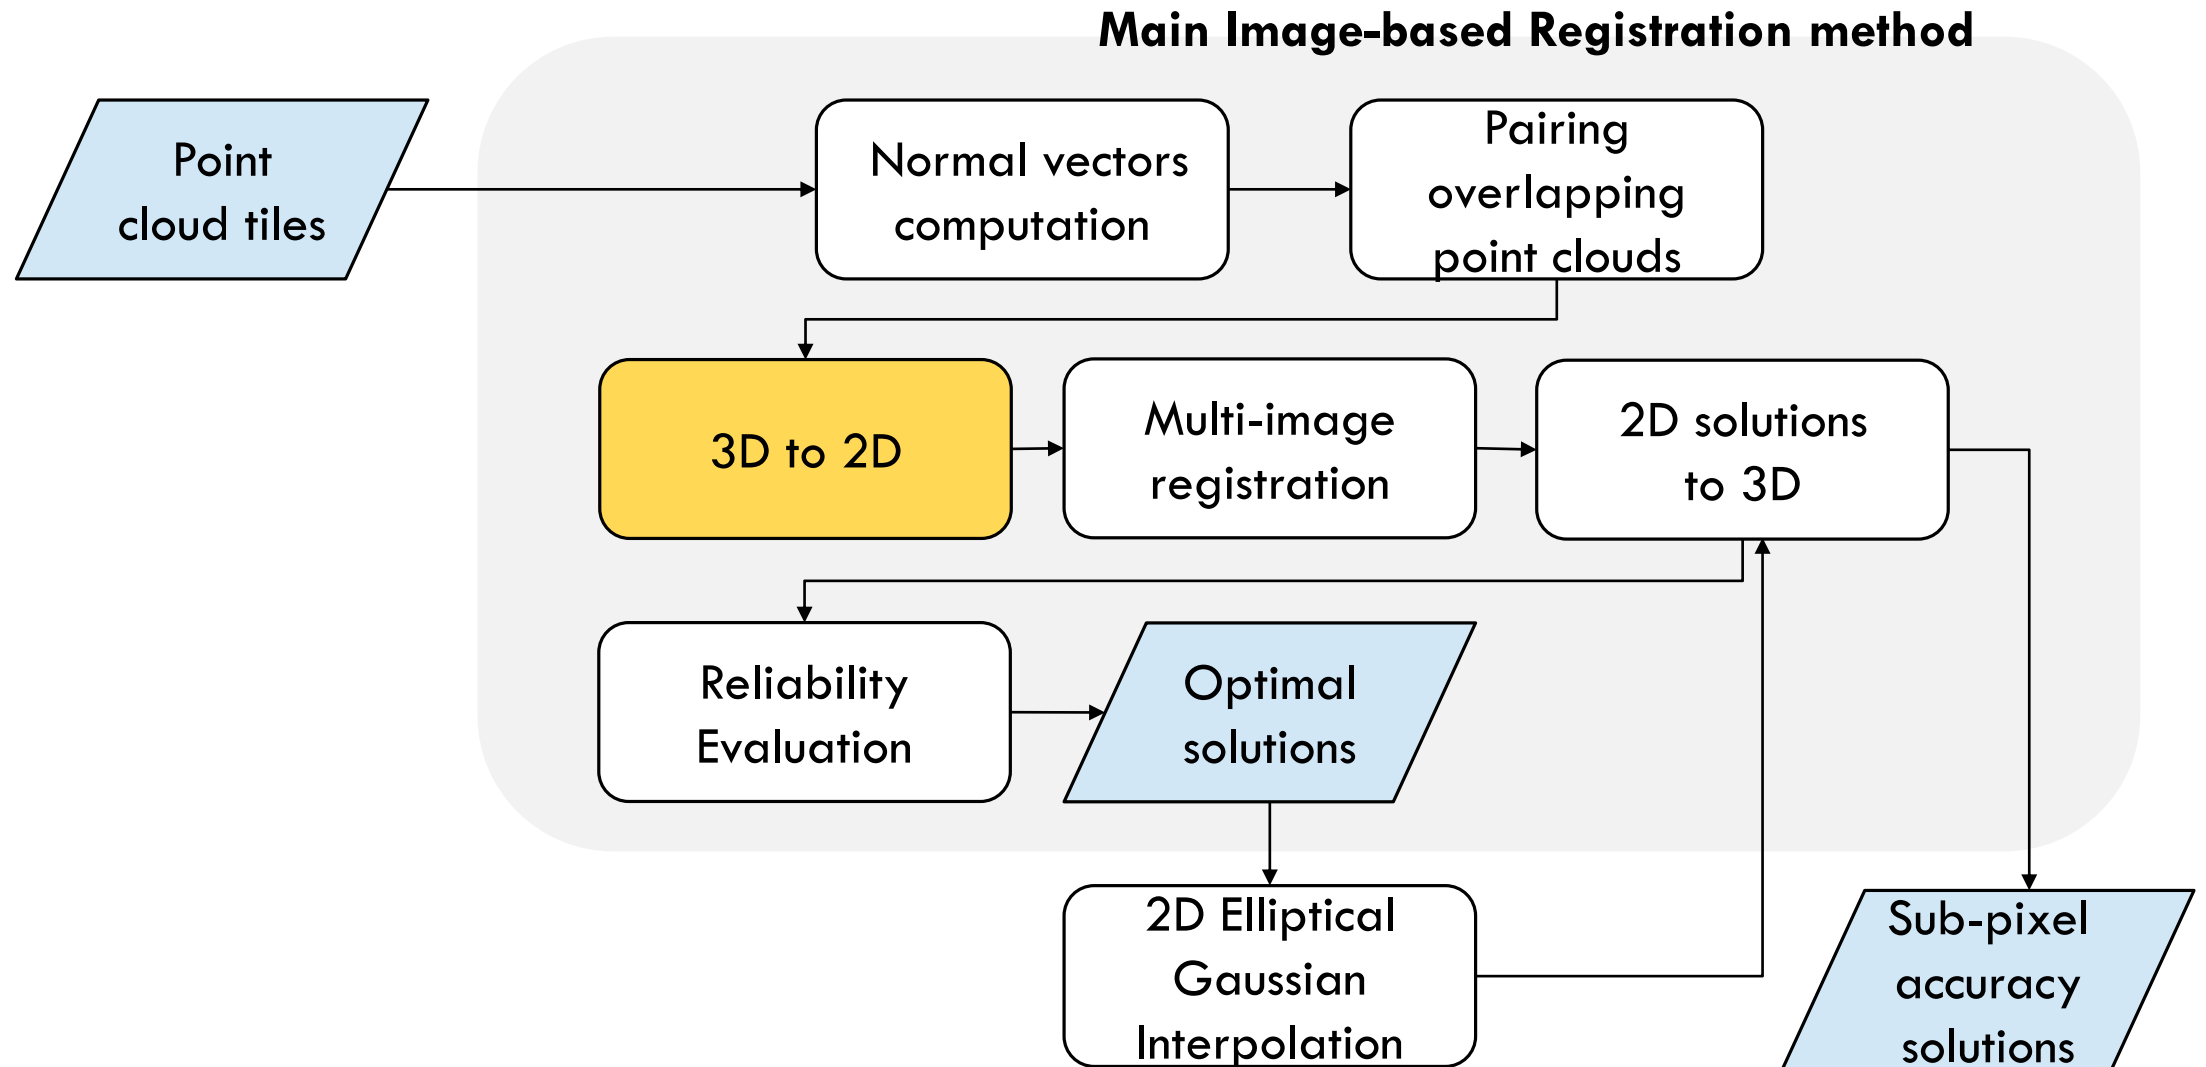 Main Image-based Registration method
Point
cloud tiles
Normal vectors
computation
Pairing
overlapping
point clouds
3D to 2D
Multi-image
registration
2D solutions
to 3D
Reliability
Evaluation
Optimal
solutions
2D Elliptical
Gaussian
Interpolation
Sub-pixel
accuracy
solutions